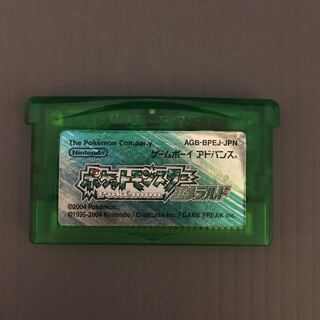 The Pokémon Company
AGB-BPEJ-JPN
Nintendo
ゲームボーイ アドバンス®
ポケットモンスター
エメラルド
©2004 Pokémon.
©1995-2004 Nintendo / Creatures inc. / GAME FREAK inc.